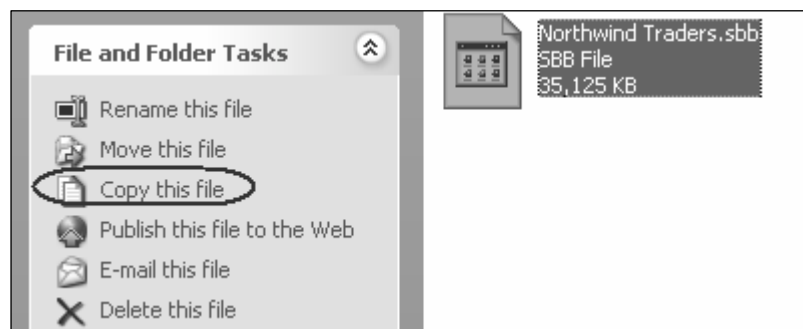 File and Folder Tasks
Rename this file
Move this file
Copy this file
Publish this file to the Web
E-mail this file
Delete this file
Northwind Traders.sbb
SBB File
35,125 KB